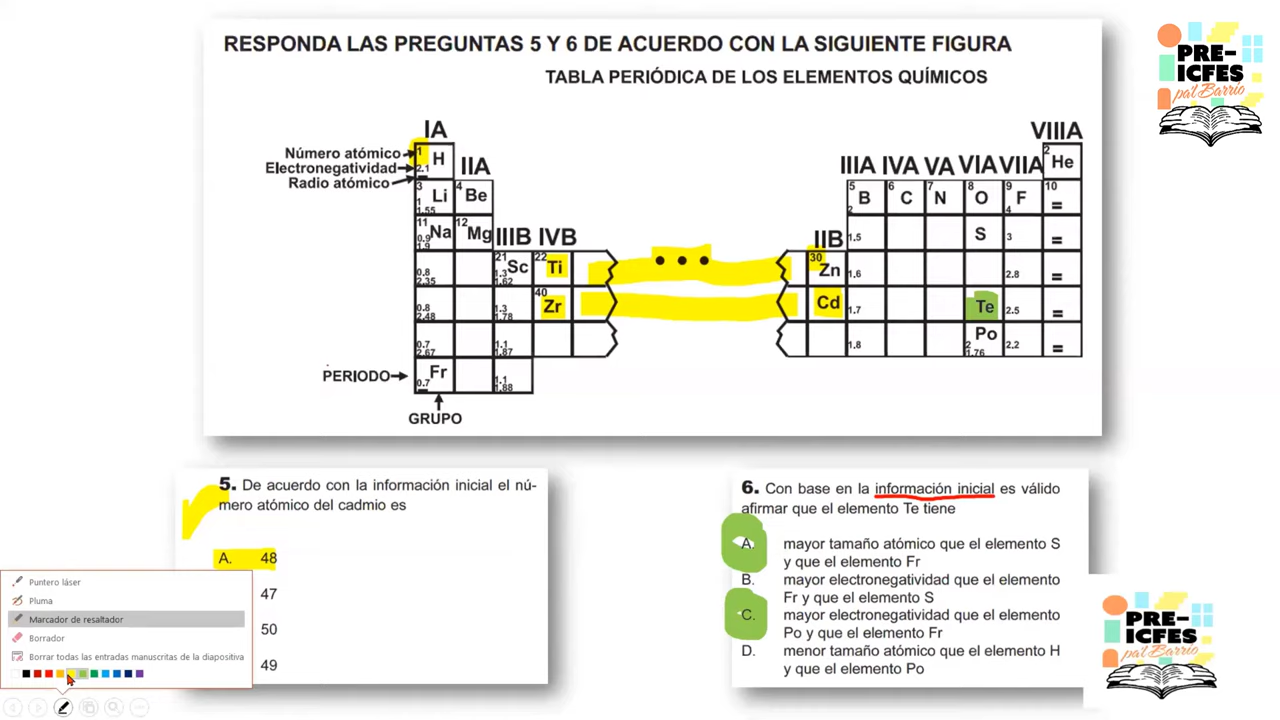 RESPONDA LAS PREGUNTAS 5 Y 6 DE ACUERDO CON LA SIGUIENTE FIGURA
TABLA PERIÓDICA DE LOS ELEMENTOS QUÍMICOS
PRE-
ICFES
pa'l Barrio
IA
VIIIA
Número atómico
Electronegatividad
Radio atómico
1
H
2.1
IIA
IIIA IVA VA VIA VIIA
2
He
3
Li
1
1.55
4
Be
5
B
2
6
C
7
N
8
O
9
F
4
10
=
11
Na
0.9
1.9
12
Mg
IIIB IVB
IIB
1.5
S
3
=
0.8
2.35
21
Sc
1.3
1.62
22
Ti
• • •
30
Zn
1.6
2.8
=
0.8
2.48
1.3
1.78
40
Zr
Cd
1.7
Te
2.5
=
0.7
2.67
1.1
1.87
1.8
Po
2
1.76
2.2
=
PERIODO
Fr
0.7
1.1
1.88
GRUPO
5. De acuerdo con la información inicial el nú-
mero atómico del cadmio es
A. 48
47
50
49
6. Con base en la información inicial es válido
afirmar que el elemento Te tiene
A. mayor tamaño atómico que el elemento S
y que el elemento Fr
B. mayor electronegatividad que el elemento
Fr y que el elemento S
C. mayor electronegatividad que el elemento
Po y que el elemento Fr
D. menor tamaño atómico que el elemento H
y que el elemento Po
Puntero láser
Pluma
Marcador de resaltador
Borrador
Borrar todas las entradas manuscritas de la diapositiva
PRE-
ICFES
pa'l Barrio